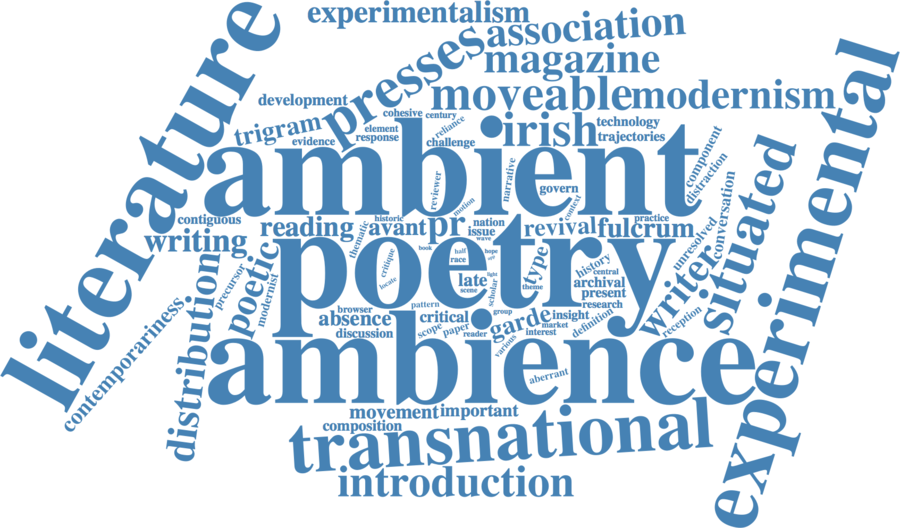 experimentalism
association
magazine
presses
literature
moveable
modernism
experimental
development
trigram
evidence
element
response
cohesive
century
reliance
challenge
irish
technology
trajectories
ambient
component
distraction
reviewer
narrative
govern
context
motion
contiguous
writing
reading
historic
avant
pr
nation
issue
wave
revival
practice
fulcrum
unresolved
conversation
situated
thematic
poetry
critique
locate
book
half
race
hope
late
scene
light
scholar
type
theme
history
central
archival
present
research
writer
reception
distribution
precursor
poetic
modernist
contemporariness
browser
absence
discussion
pattern
critical
scope
paper
reader
group
garde
various
insight
market
interest
definition
ambience
aberrant
movement
important
composition
transnational
introduction